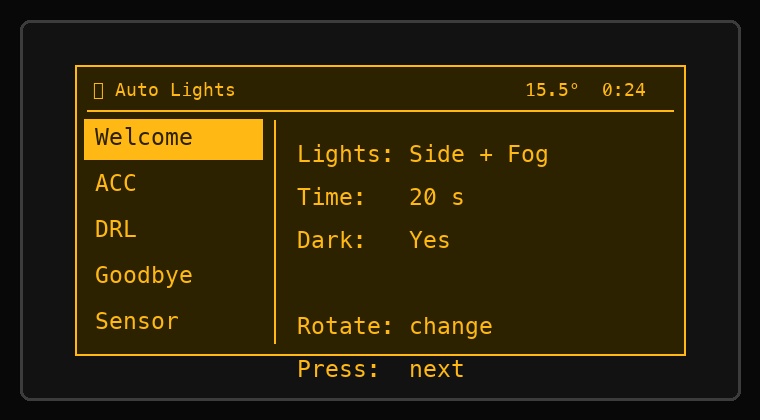 Auto Lights 15.5° 0:24
Welcome
ACC
DRL
Goodbye
Sensor
Lights: Side + Fog
Time: 20 s
Dark: Yes
Rotate: change
Press: next